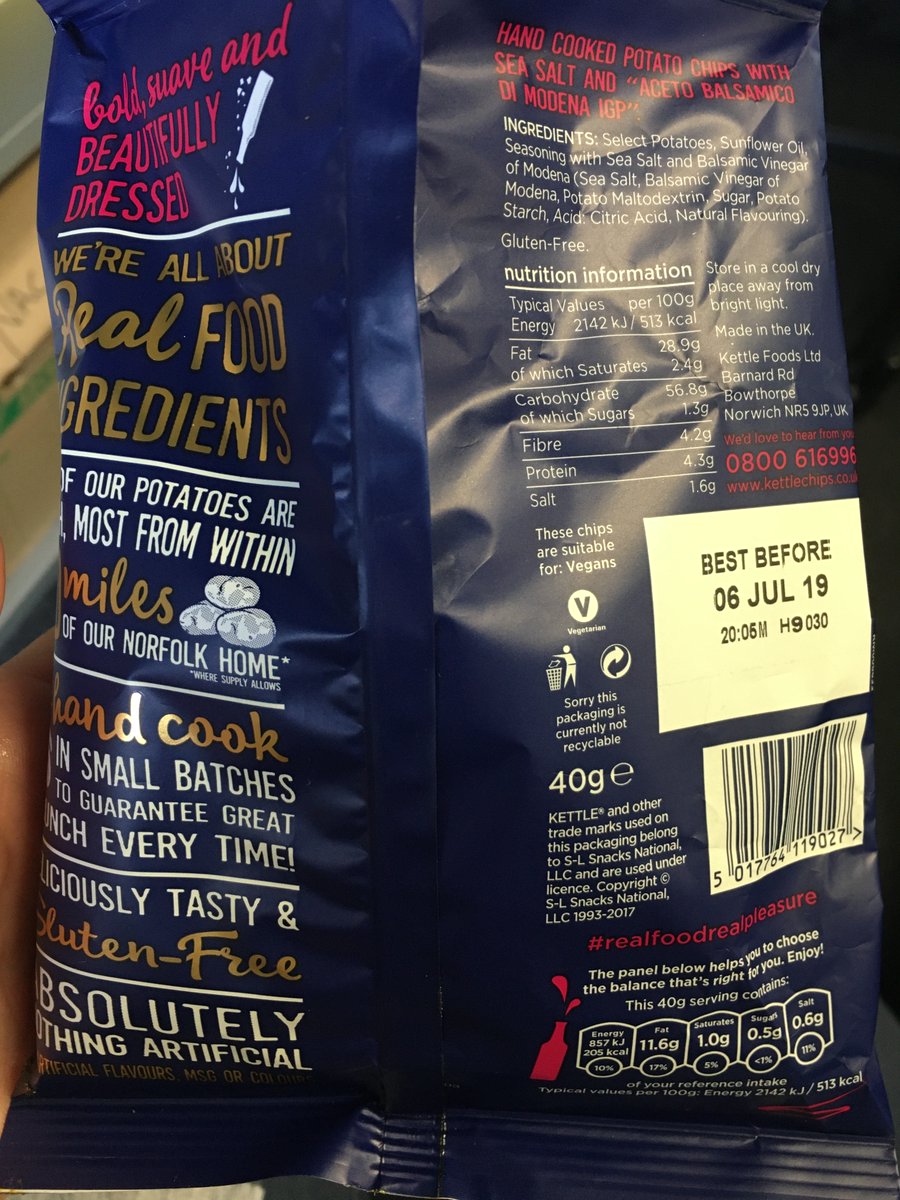 bold, suave and
BEAUTIFULLY
DRESSED
WE'RE ALL ABOUT
Real FOOD
INGREDIENTS
OF OUR POTATOES ARE
MOST FROM WITHIN
miles
OF OUR NORFOLK HOME*
*WHERE SUPPLY ALLOWS
hand cook
IN SMALL BATCHES
TO GUARANTEE GREAT
EVERY TIME!
TASTY &
Gluten-Free
ABSOLUTELY
NOTHING ARTIFICIAL
ARTIFICIAL FLAVOURS, MSG OR COLOURS
HAND COOKED POTATO CHIPS WITH
SEA SALT AND "ACETO BALSAMICO
DI MODENA IGP".
INGREDIENTS: Select Potatoes, Sunflower Oil,
Seasoning with Sea Salt and Balsamic Vinegar
of Modena (Sea Salt, Balsamic Vinegar of
Modena, Potato Maltodextrin, Sugar, Potato
Starch, Acid: Citric Acid, Natural Flavouring).
Gluten-Free.
nutrition information
Typical Values per 100g
Energy 2142 kJ / 513 kcal
Fat 28.9g
of which Saturates 2.4g
Carbohydrate 56.8g
of which Sugars 1.3g
Fibre 4.2g
Protein 4.3g
Salt 1.6g
Store in a cool dry
place away from
bright light.
Made in the UK.
Kettle Foods Ltd
Barnard Rd
Bowthorpe
Norwich NR5 9JP, UK
We'd love to hear from you
0800 616996
www.kettlechips.co.uk
These chips
are suitable
for: Vegans
V
Vegetarian
Sorry this
packaging is
currently not
recyclable
40g e
BEST BEFORE
06 JUL 19
20:05M H9030
KETTLE® and other
trade marks used on
this packaging belong
to S-L Snacks National,
LLC and are used under
licence. Copyright ©
S-L Snacks National,
LLC 1993-2017
5 017764 119027 >
#realfoodrealpleasure
The panel below helps you to choose
the balance that's right for you. Enjoy!
This 40g serving contains:
Energy 857 kJ 205 kcal 10%
Fat 11.6g 17%
Saturates 1.0g 5%
Sugars 0.5g <1%
Salt 0.6g 11%
of your reference intake
Typical values per 100g: Energy 2142 kJ / 513 kcal